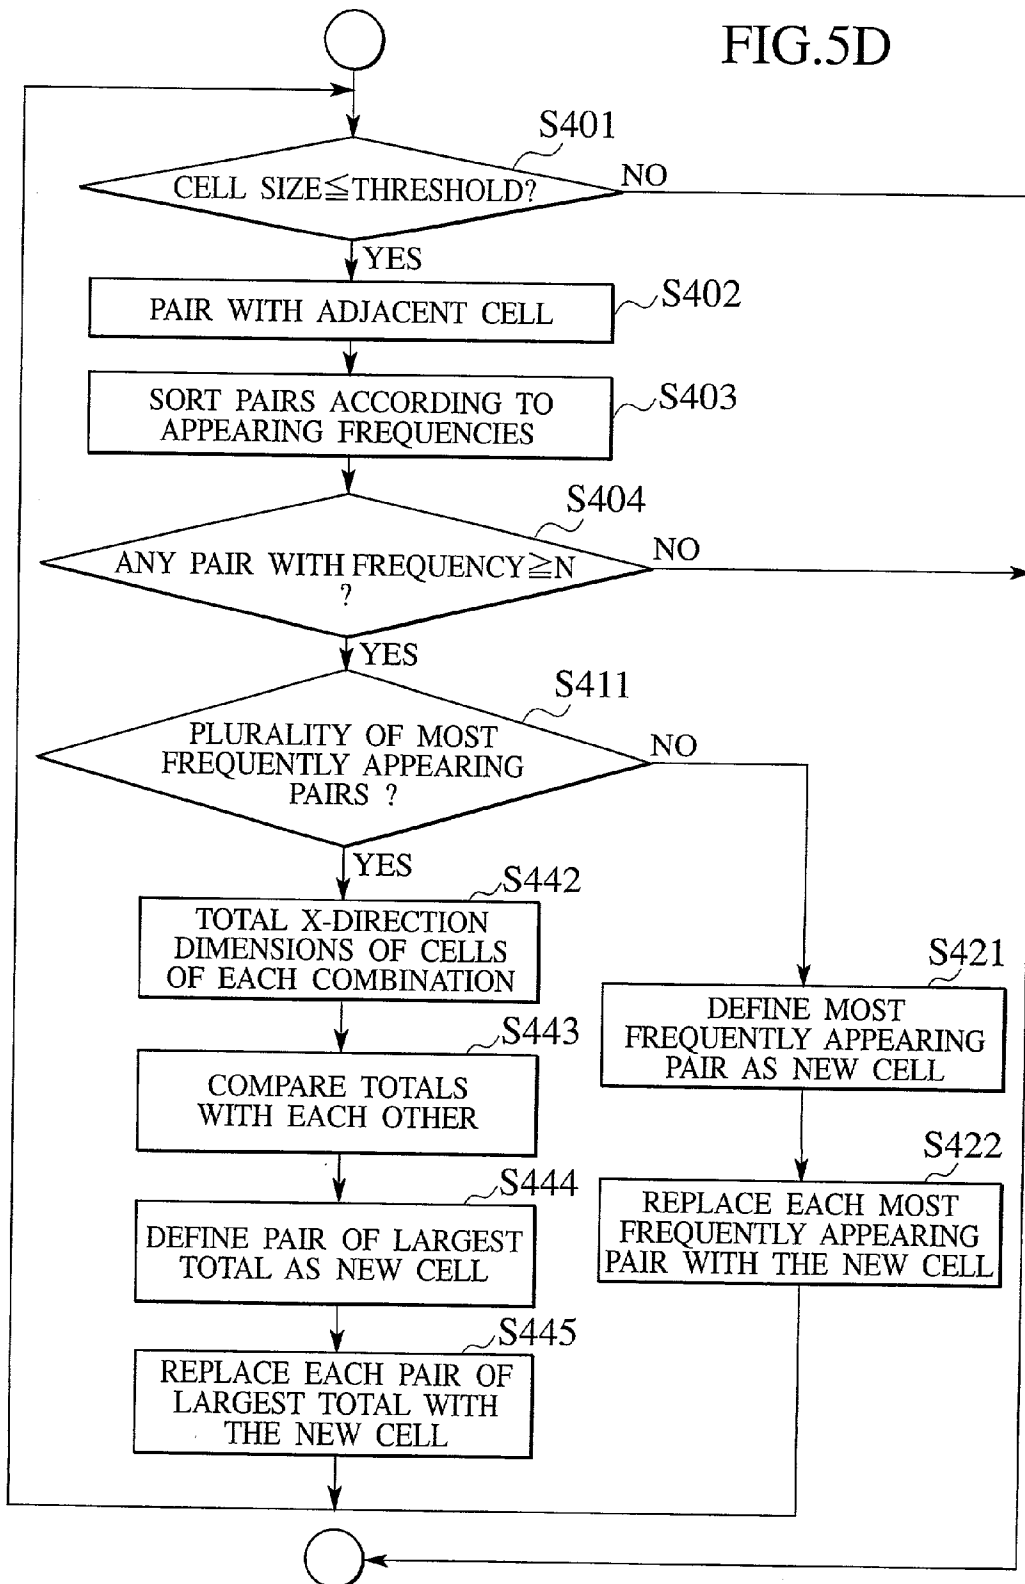 FIG.5D
S401
CELL SIZE≦THRESHOLD?
NO
YES
S402
PAIR WITH ADJACENT CELL
S403
SORT PAIRS ACCORDING TO
APPEARING FREQUENCIES
S404
ANY PAIR WITH FREQUENCY≧N
?
NO
YES
S411
PLURALITY OF MOST
FREQUENTLY APPEARING
PAIRS ?
NO
YES
S442
TOTAL X-DIRECTION
DIMENSIONS OF CELLS
OF EACH COMBINATION
S421
DEFINE MOST
FREQUENTLY APPEARING
PAIR AS NEW CELL
S443
COMPARE TOTALS
WITH EACH OTHER
S422
REPLACE EACH MOST
FREQUENTLY APPEARING
PAIR WITH THE NEW CELL
S444
DEFINE PAIR OF LARGEST
TOTAL AS NEW CELL
S445
REPLACE EACH PAIR OF
LARGEST TOTAL WITH
THE NEW CELL